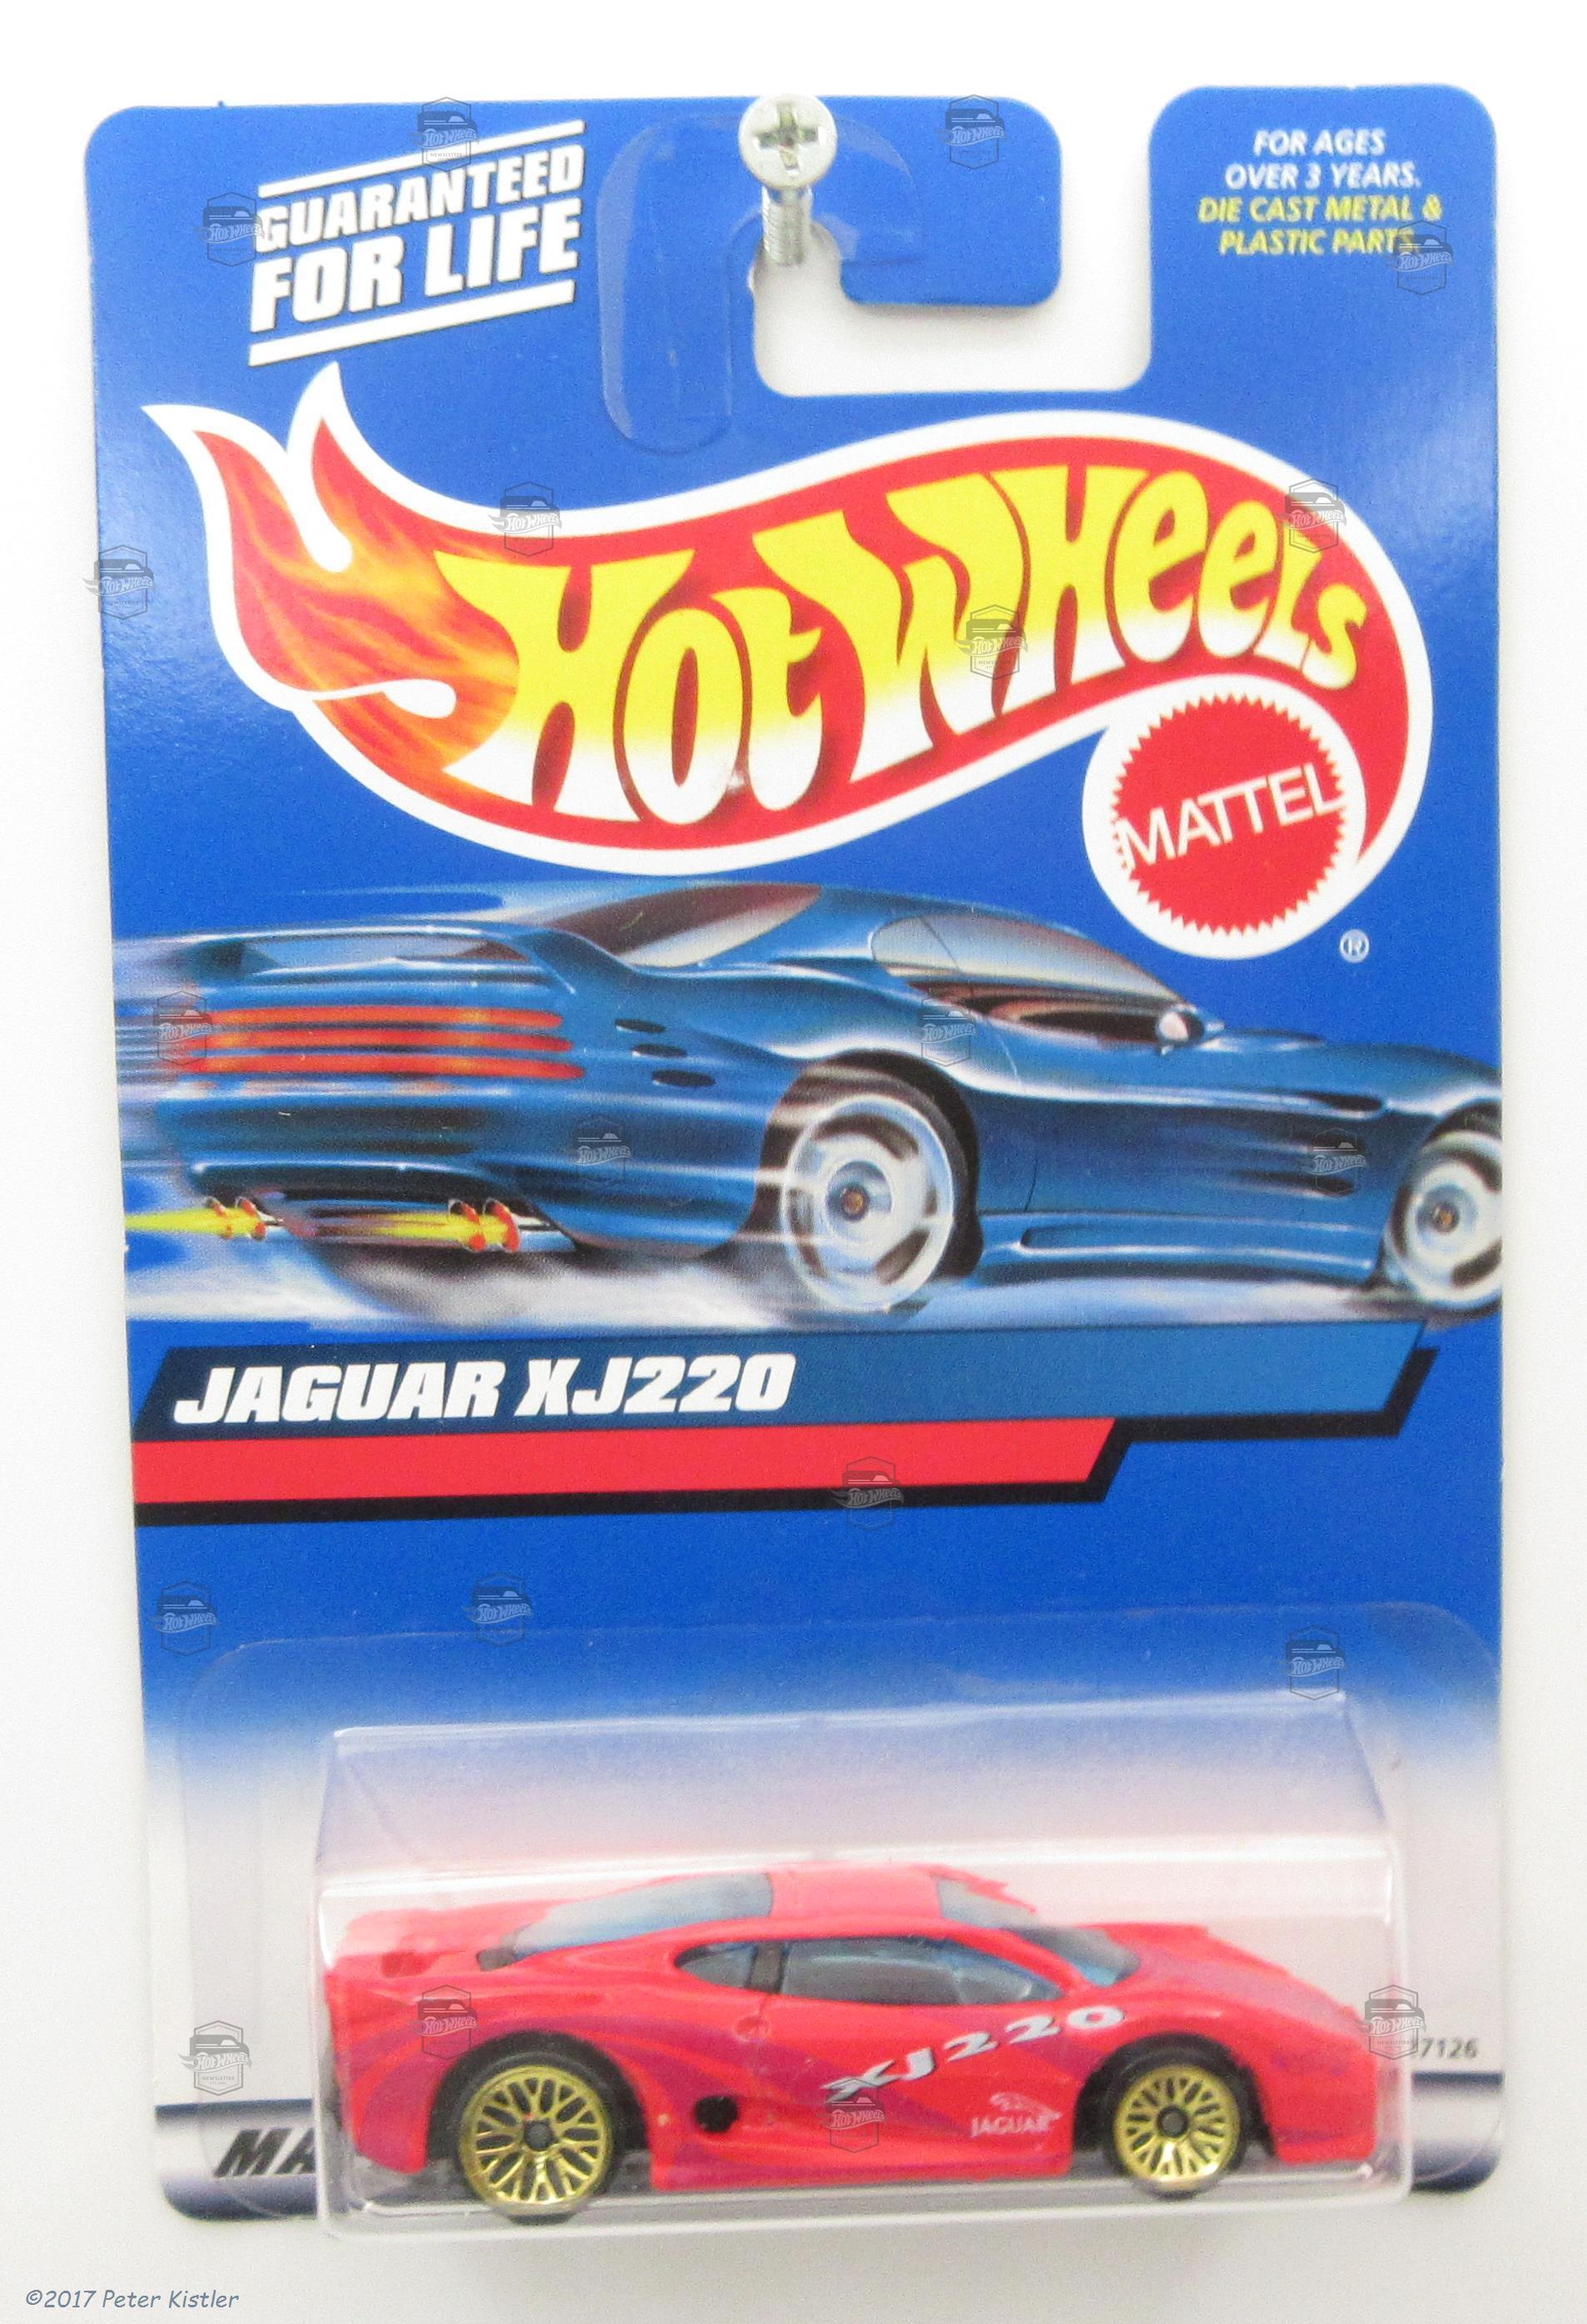 GUARANTEED
FOR LIFE
FOR AGES
OVER 3 YEARS.
DIE CAST METAL &
PLASTIC PARTS.
HOT WHEELS
MATTEL
®
JAGUAR XJ220
XJ220
JAGUAR
7126
MA
©2017 Peter Kistler